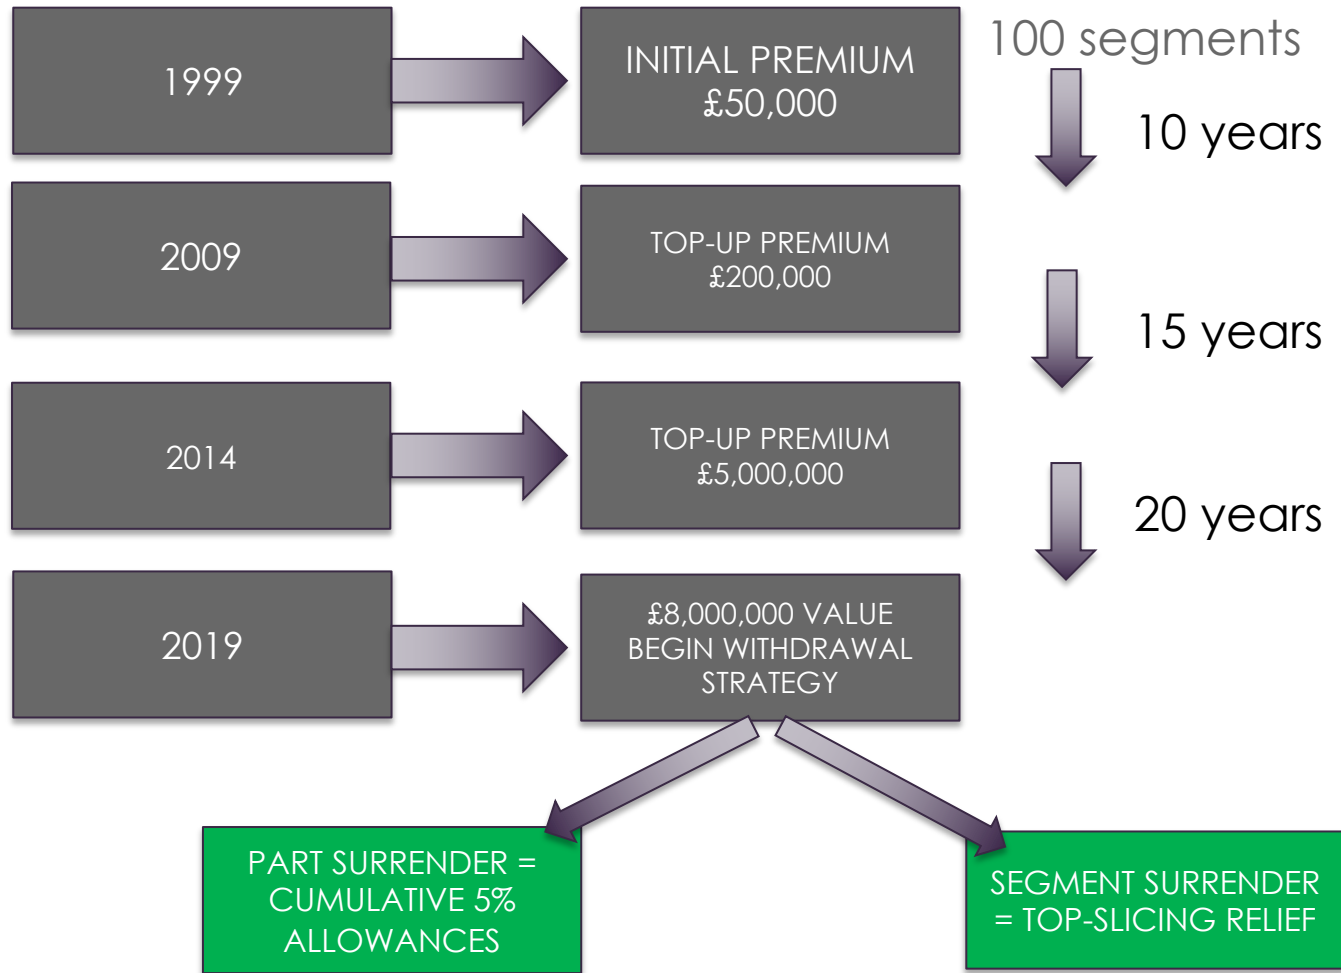 1999
INITIAL PREMIUM
£50,000
100 segments
10 years
2009
TOP-UP PREMIUM
£200,000
15 years
2014
TOP-UP PREMIUM
£5,000,000
20 years
2019
£8,000,000 VALUE
BEGIN WITHDRAWAL
STRATEGY
PART SURRENDER =
CUMULATIVE 5%
ALLOWANCES
SEGMENT SURRENDER
= TOP-SLICING RELIEF